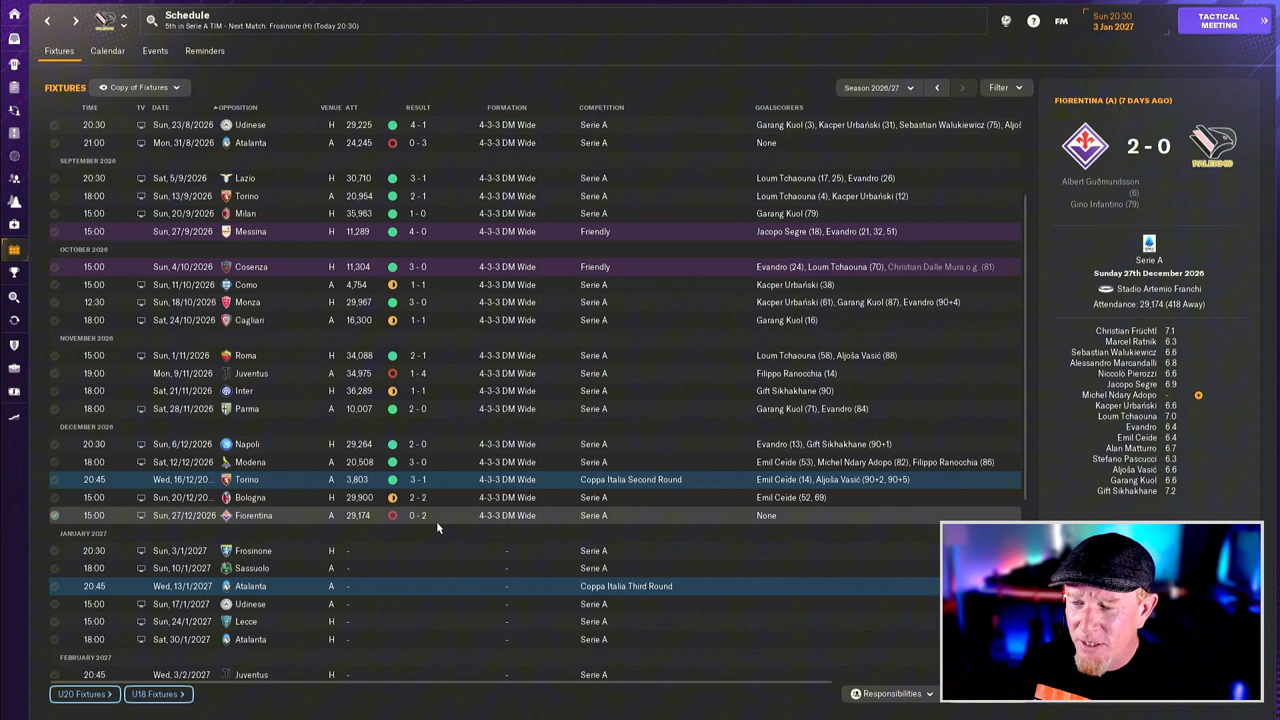 Schedule
5th in Serie A TIM - Next Match: Frosinone (H) (Today 20:30)
FM
Sun 20:30
3 Jan 2027
TACTICAL MEETING
Fixtures Calendar Events Reminders
FIXTURES Copy of Fixtures Season 2026/27 Filter
TIME TV DATE OPPOSITION VENUE ATT RESULT FORMATION COMPETITION GOALSCORERS
20:30 Sun, 23/8/2026 Udinese H 29,225 4 - 1 4-3-3 DM Wide Serie A Garang Kuol (3), Kacper Urbański (31), Sebastian Walukiewicz (75), Aljoš
21:00 Mon, 31/8/2026 Atalanta A 24,245 0 - 3 4-3-3 DM Wide Serie A None
SEPTEMBER 2026
20:30 Sat, 5/9/2026 Lazio H 30,710 3 - 1 4-3-3 DM Wide Serie A Loum Tchaouna (17, 25), Evandro (26)
18:00 Sun, 13/9/2026 Torino A 20,954 2 - 1 4-3-3 DM Wide Serie A Loum Tchaouna (4), Kacper Urbański (12)
15:00 Sun, 20/9/2026 Milan H 35,963 1 - 0 4-3-3 DM Wide Serie A Garang Kuol (79)
15:00 Sun, 27/9/2026 Messina H 11,289 4 - 0 4-3-3 DM Wide Friendly Jacopo Segre (18), Evandro (21, 32, 51)
OCTOBER 2026
15:00 Sun, 4/10/2026 Cosenza H 11,304 3 - 0 4-3-3 DM Wide Friendly Evandro (24), Loum Tchaouna (70), Christian Dalle Mura o.g. (81)
15:00 Sun, 11/10/2026 Como A 4,754 1 - 1 4-3-3 DM Wide Serie A Kacper Urbański (38)
12:30 Sun, 18/10/2026 Monza H 29,967 3 - 0 4-3-3 DM Wide Serie A Kacper Urbański (61), Garang Kuol (87), Evandro (90+4)
18:00 Sat, 24/10/2026 Cagliari A 16,300 1 - 1 4-3-3 DM Wide Serie A Garang Kuol (16)
NOVEMBER 2026
15:00 Sun, 1/11/2026 Roma H 34,088 2 - 1 4-3-3 DM Wide Serie A Loum Tchaouna (58), Aljoša Vasić (88)
19:00 Mon, 9/11/2026 Juventus A 34,975 1 - 4 4-3-3 DM Wide Serie A Filippo Ranocchia (14)
18:00 Sat, 21/11/2026 Inter H 36,289 1 - 1 4-3-3 DM Wide Serie A Gift Sikhakhane (90)
18:00 Sat, 28/11/2026 Parma A 10,007 2 - 0 4-3-3 DM Wide Serie A Garang Kuol (71), Evandro (84)
DECEMBER 2026
20:30 Sun, 6/12/2026 Napoli H 29,264 2 - 0 4-3-3 DM Wide Serie A Evandro (13), Gift Sikhakhane (90+1)
18:00 Sat, 12/12/2026 Modena A 20,508 3 - 0 4-3-3 DM Wide Serie A Emil Ceide (53), Michel Ndary Adopo (82), Filippo Ranocchia (86)
20:45 Wed, 16/12/20... Torino A 3,803 3 - 1 4-3-3 DM Wide Coppa Italia Second Round Emil Ceide (14), Aljoša Vasić (90+2, 90+5)
15:00 Sun, 20/12/20... Bologna H 29,900 2 - 2 4-3-3 DM Wide Serie A Emil Ceide (52, 69)
15:00 Sun, 27/12/2026 Fiorentina A 29,174 0 - 2 4-3-3 DM Wide Serie A None
JANUARY 2027
20:30 Sun, 3/1/2027 Frosinone H - - Serie A
18:00 Sun, 10/1/2027 Sassuolo A - - Serie A
20:45 Wed, 13/1/2027 Atalanta A - - Coppa Italia Third Round
15:00 Sun, 17/1/2027 Udinese A - - Serie A
15:00 Sun, 24/1/2027 Lecce H - - Serie A
18:00 Sat, 30/1/2027 Atalanta A - - Serie A
FEBRUARY 2027
20:45 Wed, 3/2/2027 Juventus H - - Serie A
U20 Fixtures > U18 Fixtures > Responsibilities
FIORENTINA (A) (7 DAYS AGO)
2 - 0
PALERMO
Albert Guðmundsson
(6)
Gino Infantino (79)
Serie A
Sunday 27th December 2026
Stadio Artemio Franchi
Attendance: 29,174 (418 Away)
Christian Früchtl 7.1
Marcel Ratnik 6.3
Sebastian Walukiewicz 6.6
Alessandro Marcandalli 6.8
Niccolò Pierozzi 6.6
Jacopo Segre 6.9
Michel Ndary Adopo -
Kacper Urbański 6.6
Loum Tchaouna 7.0
Evandro 6.4
Emil Ceide 6.4
Alan Matturro 6.7
Stefano Pascucci 6.3
Aljoša Vasić 6.6
Garang Kuol 6.6
Gift Sikhakhane 7.2